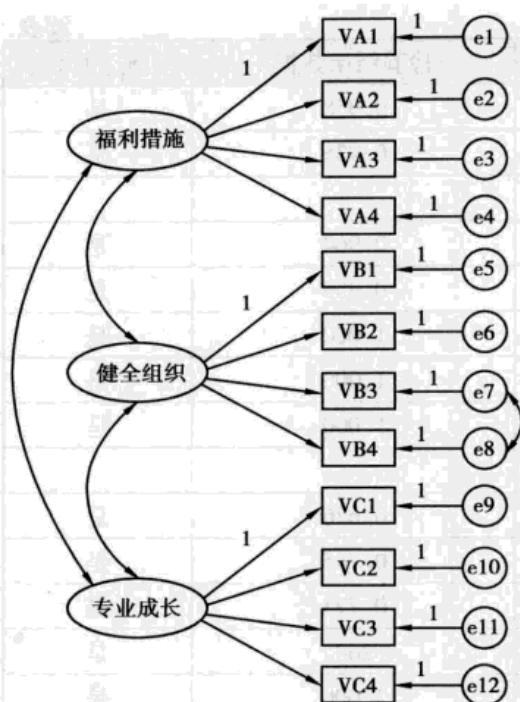 VA1 1 e1
1
VA2 1 e2
福利措施
VA3 1 e3
VA4 1 e4
VB1 1 e5
1
VB2 1 e6
健全组织
VB3 1 e7
VB4 1 e8
VC1 1 e9
1
VC2 1 e10
专业成长
VC3 1 e11
VC4 1 e12